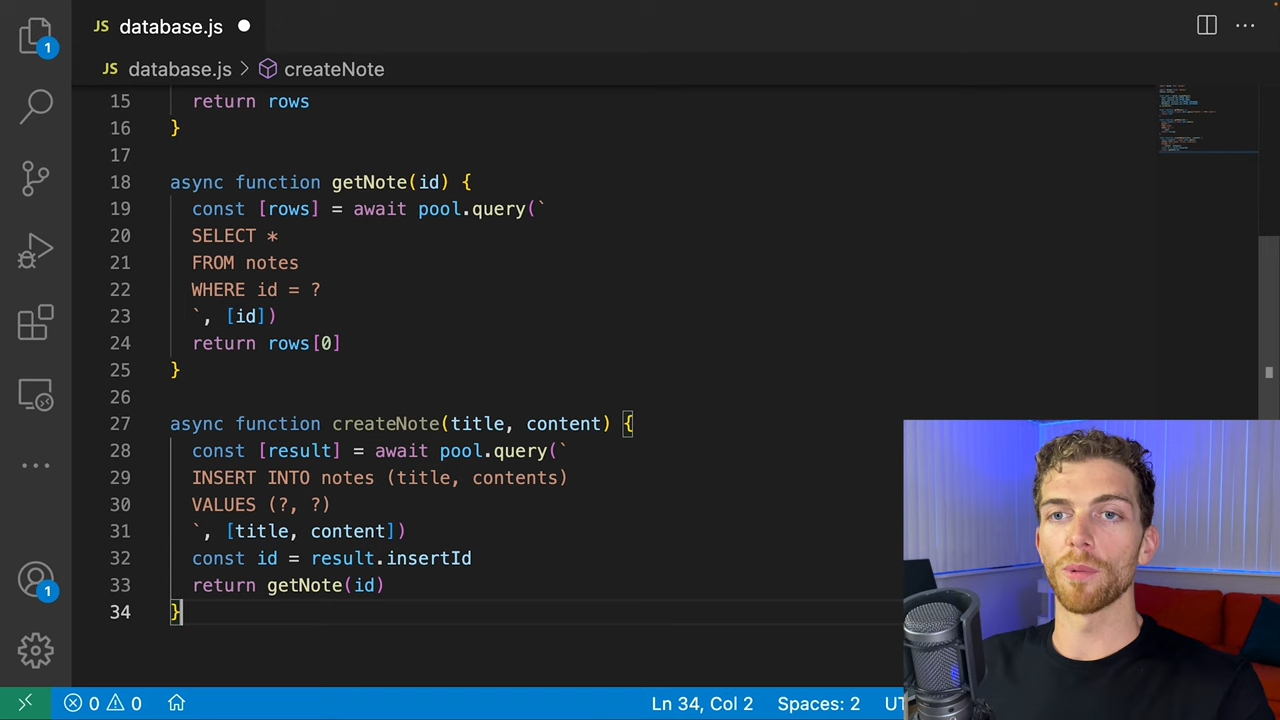 JS database.js
JS database.js > createNote
15 return rows
16 }
17
18 async function getNote(id) {
19 const [rows] = await pool.query(`
20 SELECT *
21 FROM notes
22 WHERE id = ?
23 `, [id])
24 return rows[0]
25 }
26
27 async function createNote(title, content) {
28 const [result] = await pool.query(`
29 INSERT INTO notes (title, contents)
30 VALUES (?, ?)
31 `, [title, content])
32 const id = result.insertId
33 return getNote(id)
34 }
1
1
0 0 Ln 34, Col 2 Spaces: 2